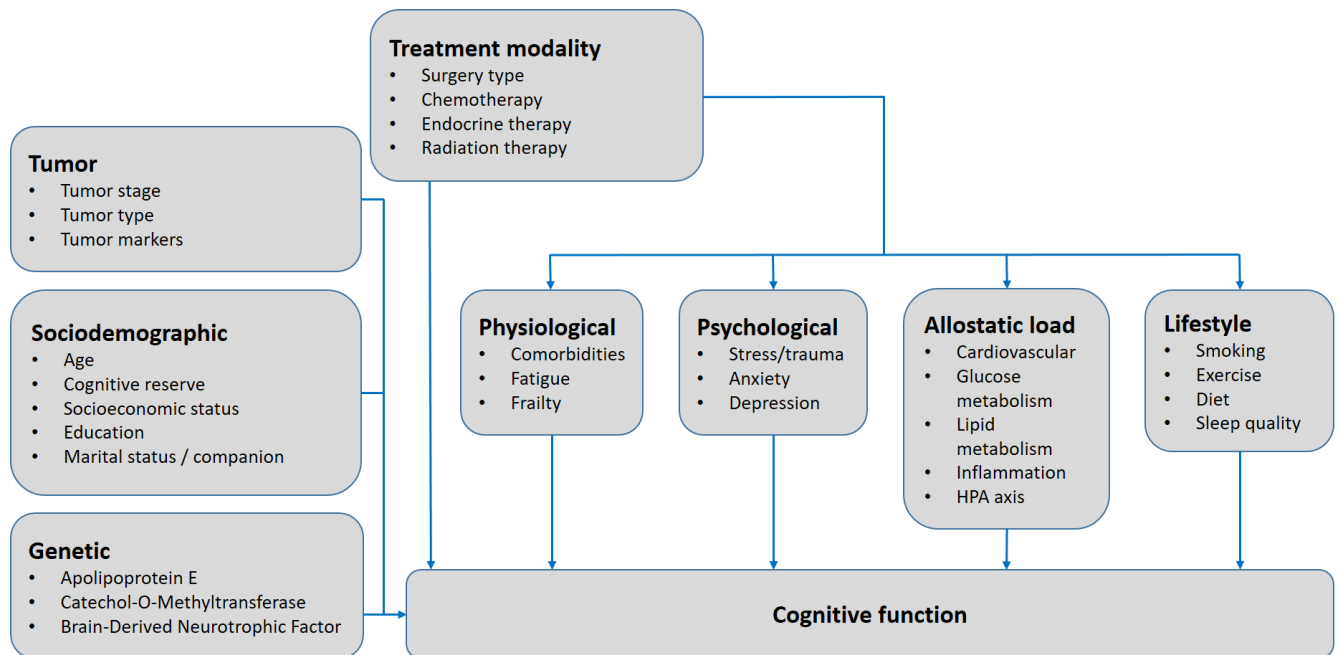 Treatment modality
• Surgery type
• Chemotherapy
• Endocrine therapy
• Radiation therapy
Tumor
• Tumor stage
• Tumor type
• Tumor markers
Sociodemographic
• Age
• Cognitive reserve
• Socioeconomic status
• Education
• Marital status / companion
Genetic
• Apolipoprotein E
• Catechol-O-Methyltransferase
• Brain-Derived Neurotrophic Factor
Physiological
• Comorbidities
• Fatigue
• Frailty
Psychological
• Stress/trauma
• Anxiety
• Depression
Allostatic load
• Cardiovascular
• Glucose
metabolism
• Lipid
metabolism
• Inflammation
• HPA axis
Lifestyle
• Smoking
• Exercise
• Diet
• Sleep quality
Cognitive function